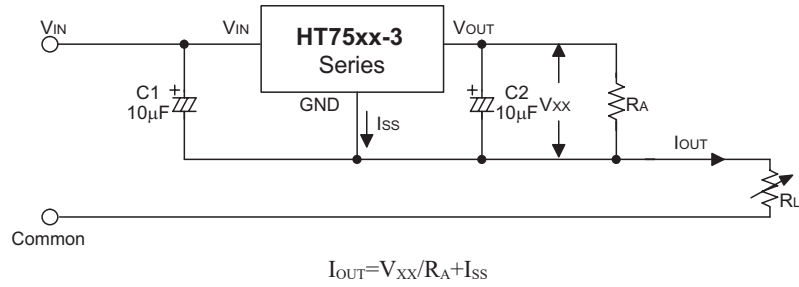 VIN
VIN
HT75xx-3
Series
VOUT
C1
10μF
+
GND
ISS
+
C2
10μF
VXX
RA
IOUT
RL
Common
IOUT=VXX/RA+ISS